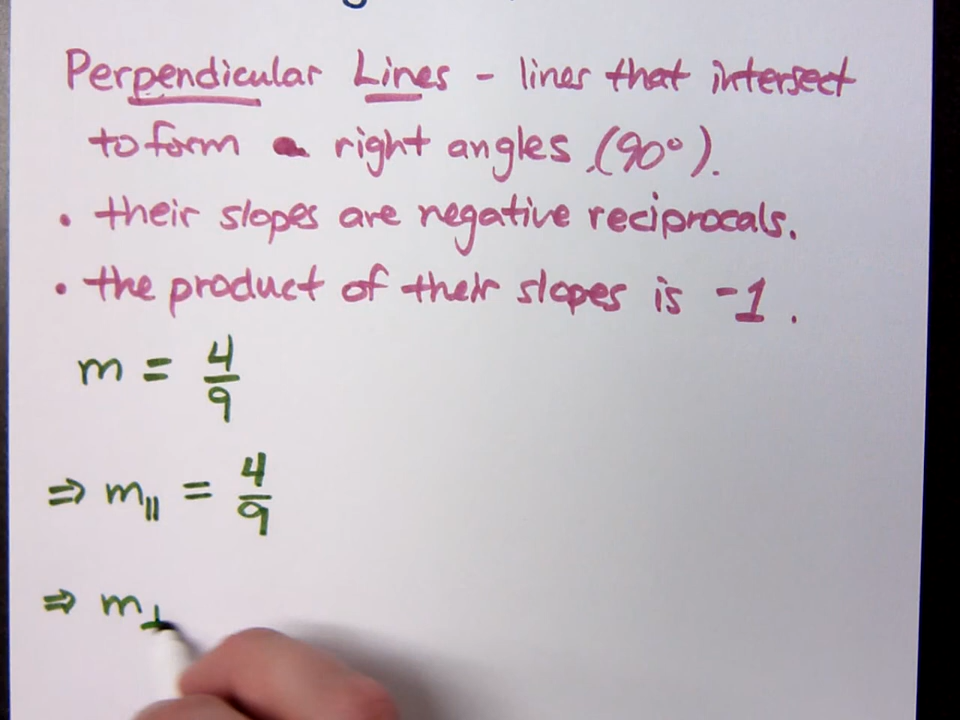 Perpendicular Lines - lines that intersect
to form right angles (90°).
• their slopes are negative reciprocals.
• the product of their slopes is -1.
m = 4/9
⇒ m∥ = 4/9
⇒ m⊥